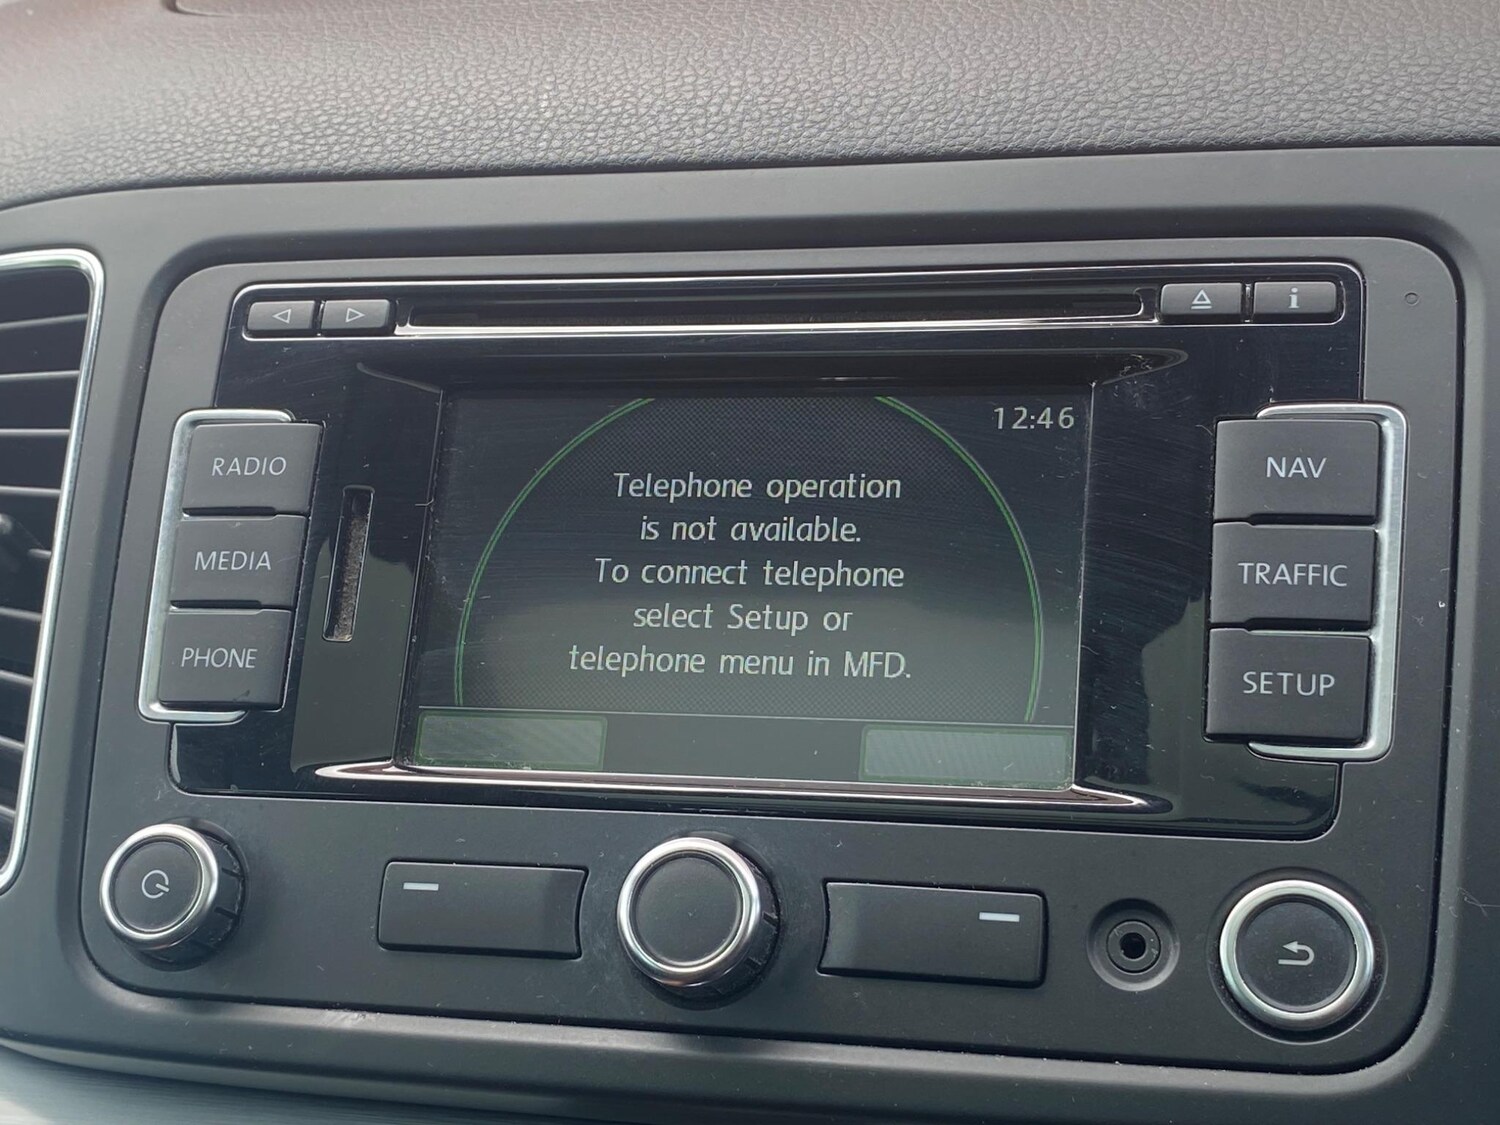 i
12:46
RADIO
MEDIA
PHONE
Telephone operation
is not available.
To connect telephone
select Setup or
telephone menu in MFD.
NAV
TRAFFIC
SETUP